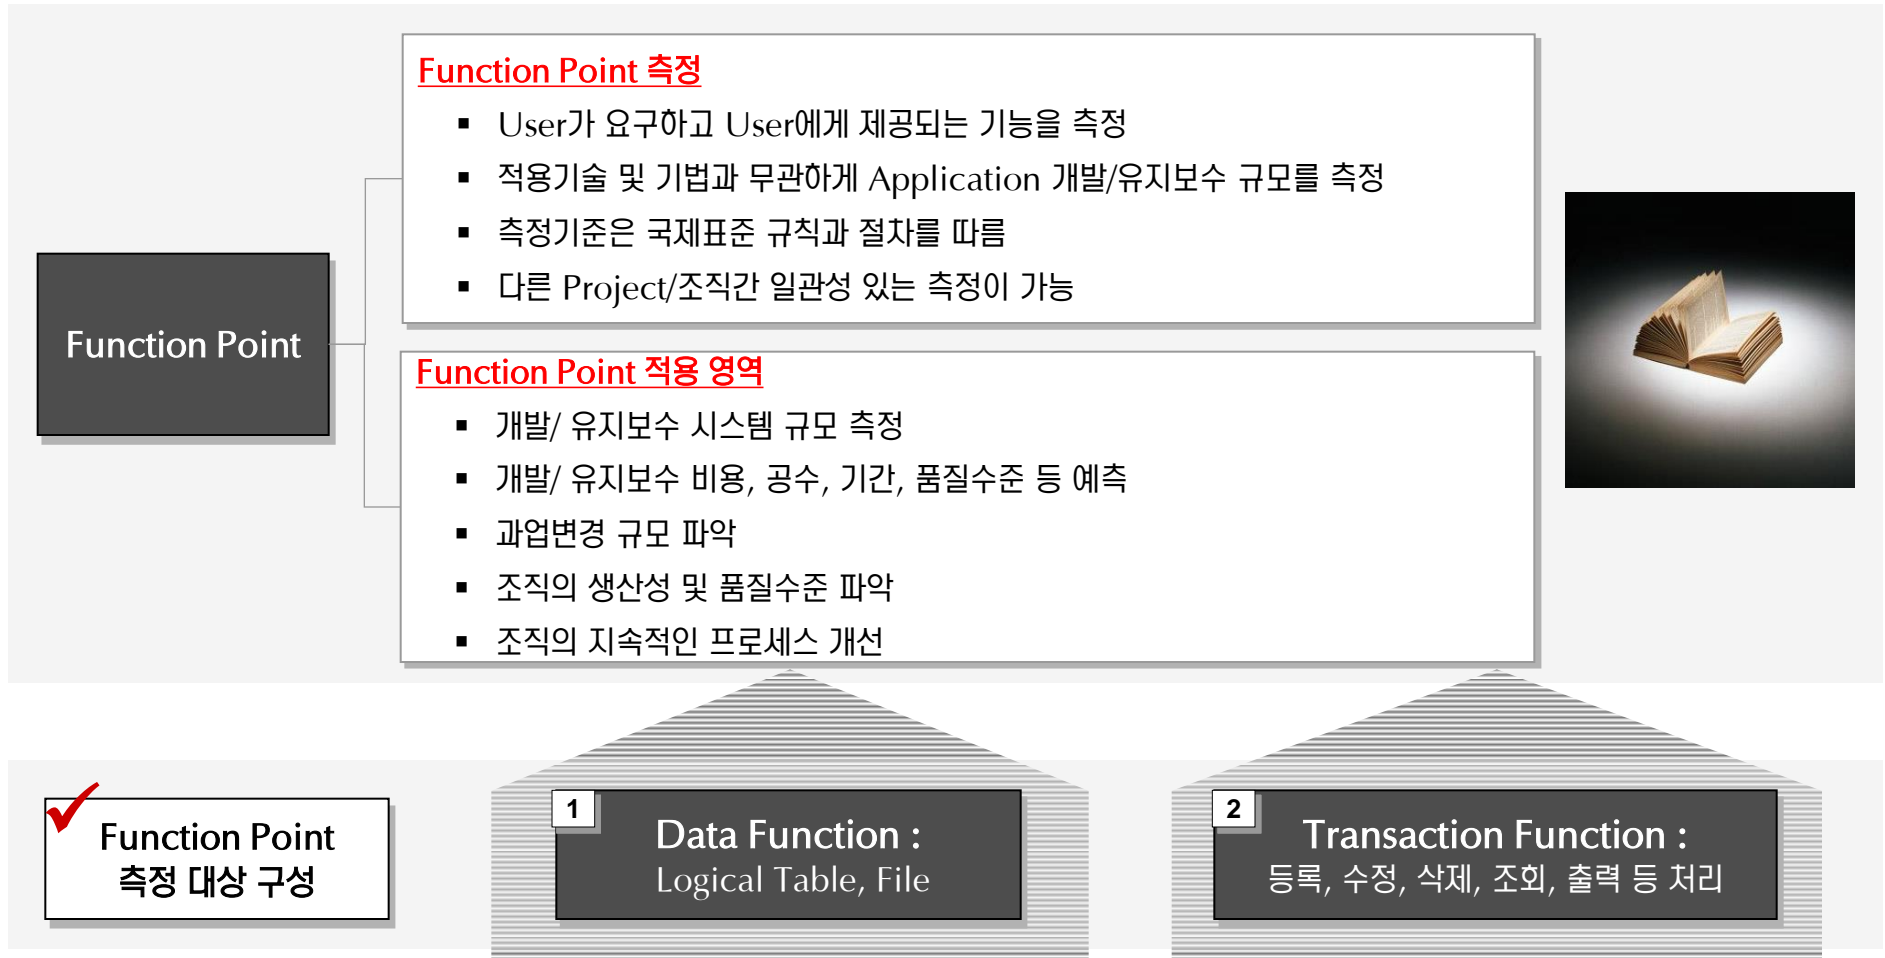 Function Point 측정
▪ User가 요구하고 User에게 제공되는 기능을 측정
▪ 적용기술 및 기법과 무관하게 Application 개발/유지보수 규모를 측정
▪ 측정기준은 국제표준 규칙과 절차를 따름
▪ 다른 Project/조직간 일관성 있는 측정이 가능
Function Point
Function Point 적용 영역
▪ 개발/ 유지보수 시스템 규모 측정
▪ 개발/ 유지보수 비용, 공수, 기간, 품질수준 등 예측
▪ 과업변경 규모 파악
▪ 조직의 생산성 및 품질수준 파악
▪ 조직의 지속적인 프로세스 개선
Function Point
측정 대상 구성
1
Data Function :
Logical Table, File
2
Transaction Function :
등록, 수정, 삭제, 조회, 출력 등 처리